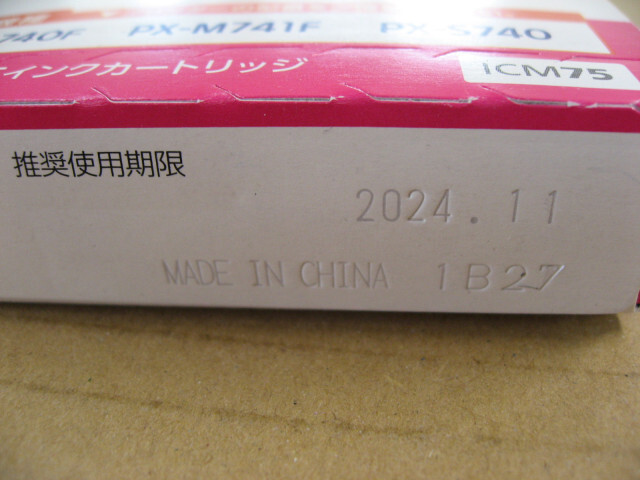 740F PX-M741F PX-S740
インクカートリッジ ICM75
推奨使用期限
2024.11
MADE IN CHINA 1B27